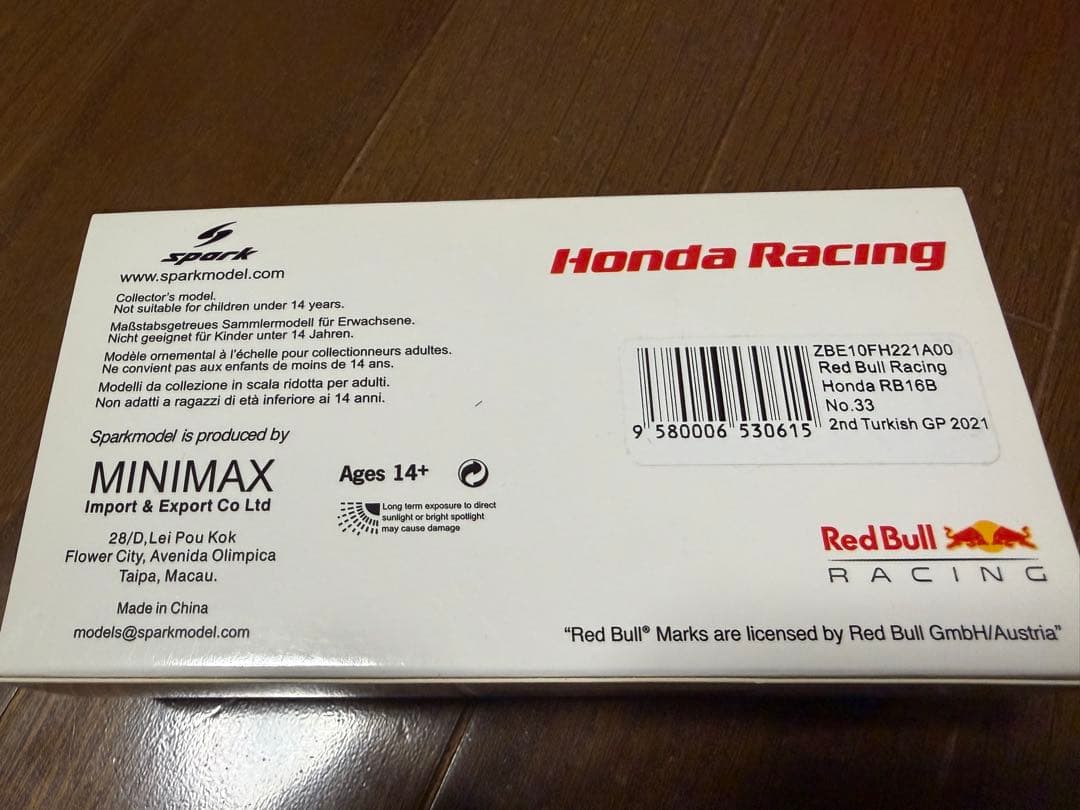 spark
www.sparkmodel.com
Collector's model.
Not suitable for children under 14 years.
Maßstabsgetreues Sammlermodell für Erwachsene.
Nicht geeignet für Kinder unter 14 Jahren.
Modèle ornemental à l'échelle pour collectionneurs adultes.
Ne convient pas aux enfants de moins de 14 ans.
Modelli da collezione in scala ridotta per adulti.
Non adatti a ragazzi di età inferiore ai 14 anni.
Sparkmodel is produced by
MINIMAX
Import & Export Co Ltd
28/D,Lei Pou Kok
Flower City, Avenida Olimpica
Taipa, Macau.
Made in China
models@sparkmodel.com
Ages 14+
Long term exposure to direct
sunlight or bright spotlight
may cause damage
Honda Racing
ZBE10FH221A00
Red Bull Racing
Honda RB16B
No.33
2nd Turkish GP 2021
9 580006 530615
Red Bull
RACING
“Red Bull® Marks are licensed by Red Bull GmbH/Austria”